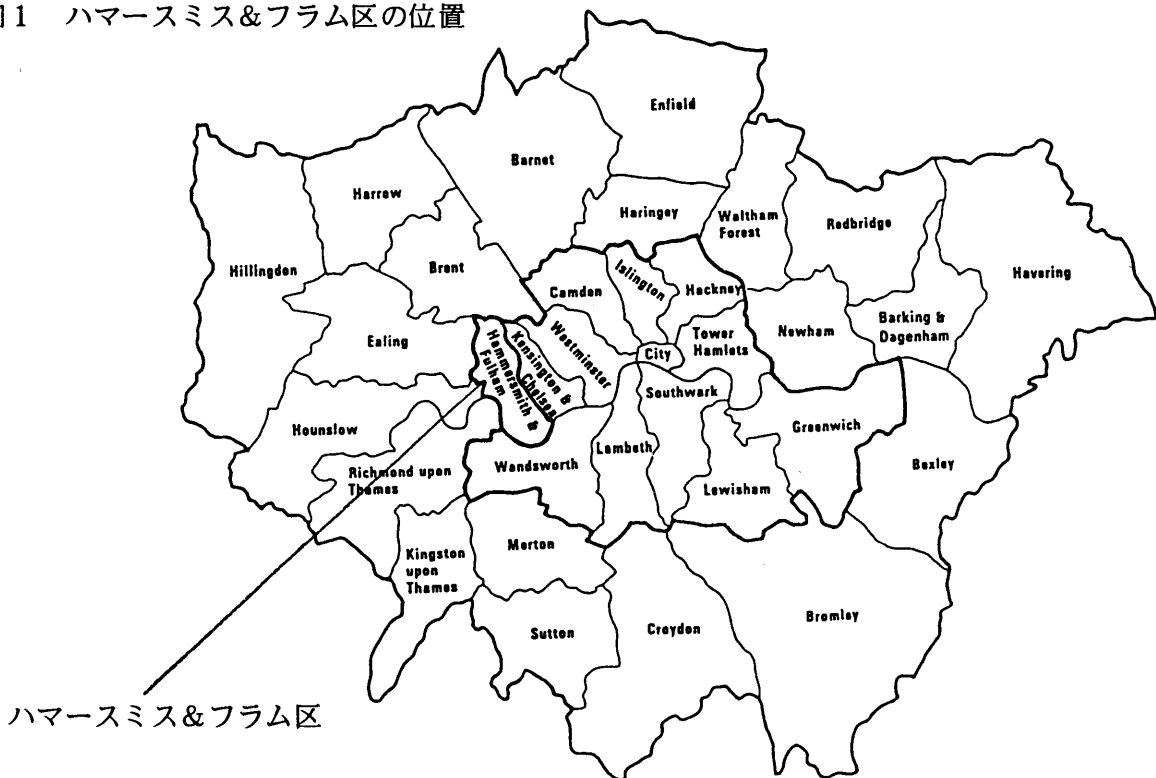 1 ハマースミス&フラム区の位置
Enfield
Barnet
Harrow
Haringey
Waltham
Forest
Redbridge
Hillingdon
Brent
Havering
Camden
Islington
Hackney
Ealing
Westminster
City
Tower
Hamlets
Newham
Barking &
Dagenham
Kensington &
Chelsea
Hammersmith &
Fulham
Southwark
Hounslow
Greenwich
Richmond upon
Thames
Wandsworth
Lambeth
Lewisham
Bexley
Kingston
upon
Thames
Merton
Sutton
Croydon
Bromley
ハマースミス&フラム区